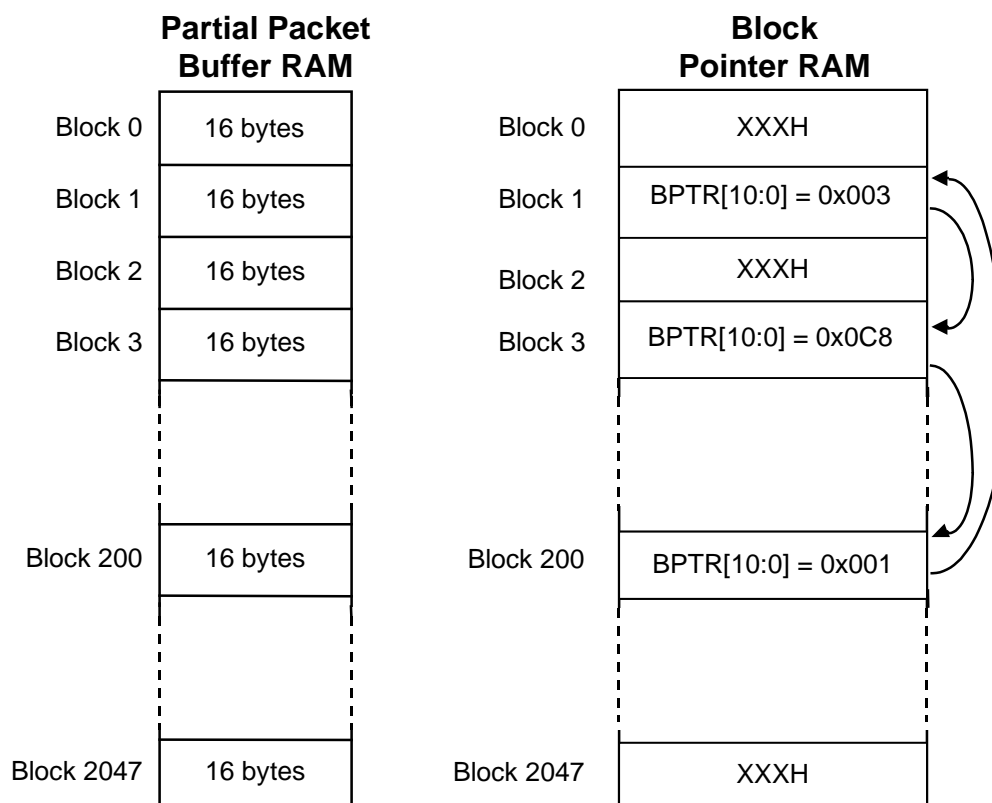 Partial Packet
Buffer RAM
Block 0 16 bytes
Block 1 16 bytes
Block 2 16 bytes
Block 3 16 bytes
Block 200 16 bytes
Block 2047 16 bytes
Block
Pointer RAM
Block 0 XXXH
Block 1 BPTR[10:0] = 0x003
Block 2 XXXH
Block 3 BPTR[10:0] = 0x0C8
Block 200 BPTR[10:0] = 0x001
Block 2047 XXXH